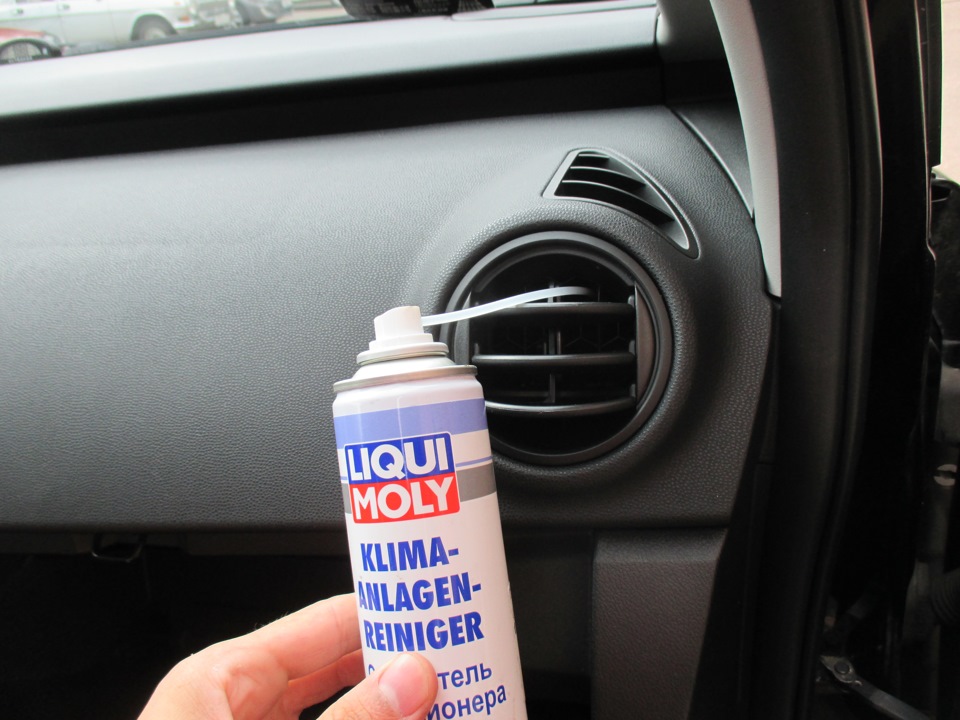 LIQUI
MOLY
KLIMA-
ANLAGEN-
REINIGER